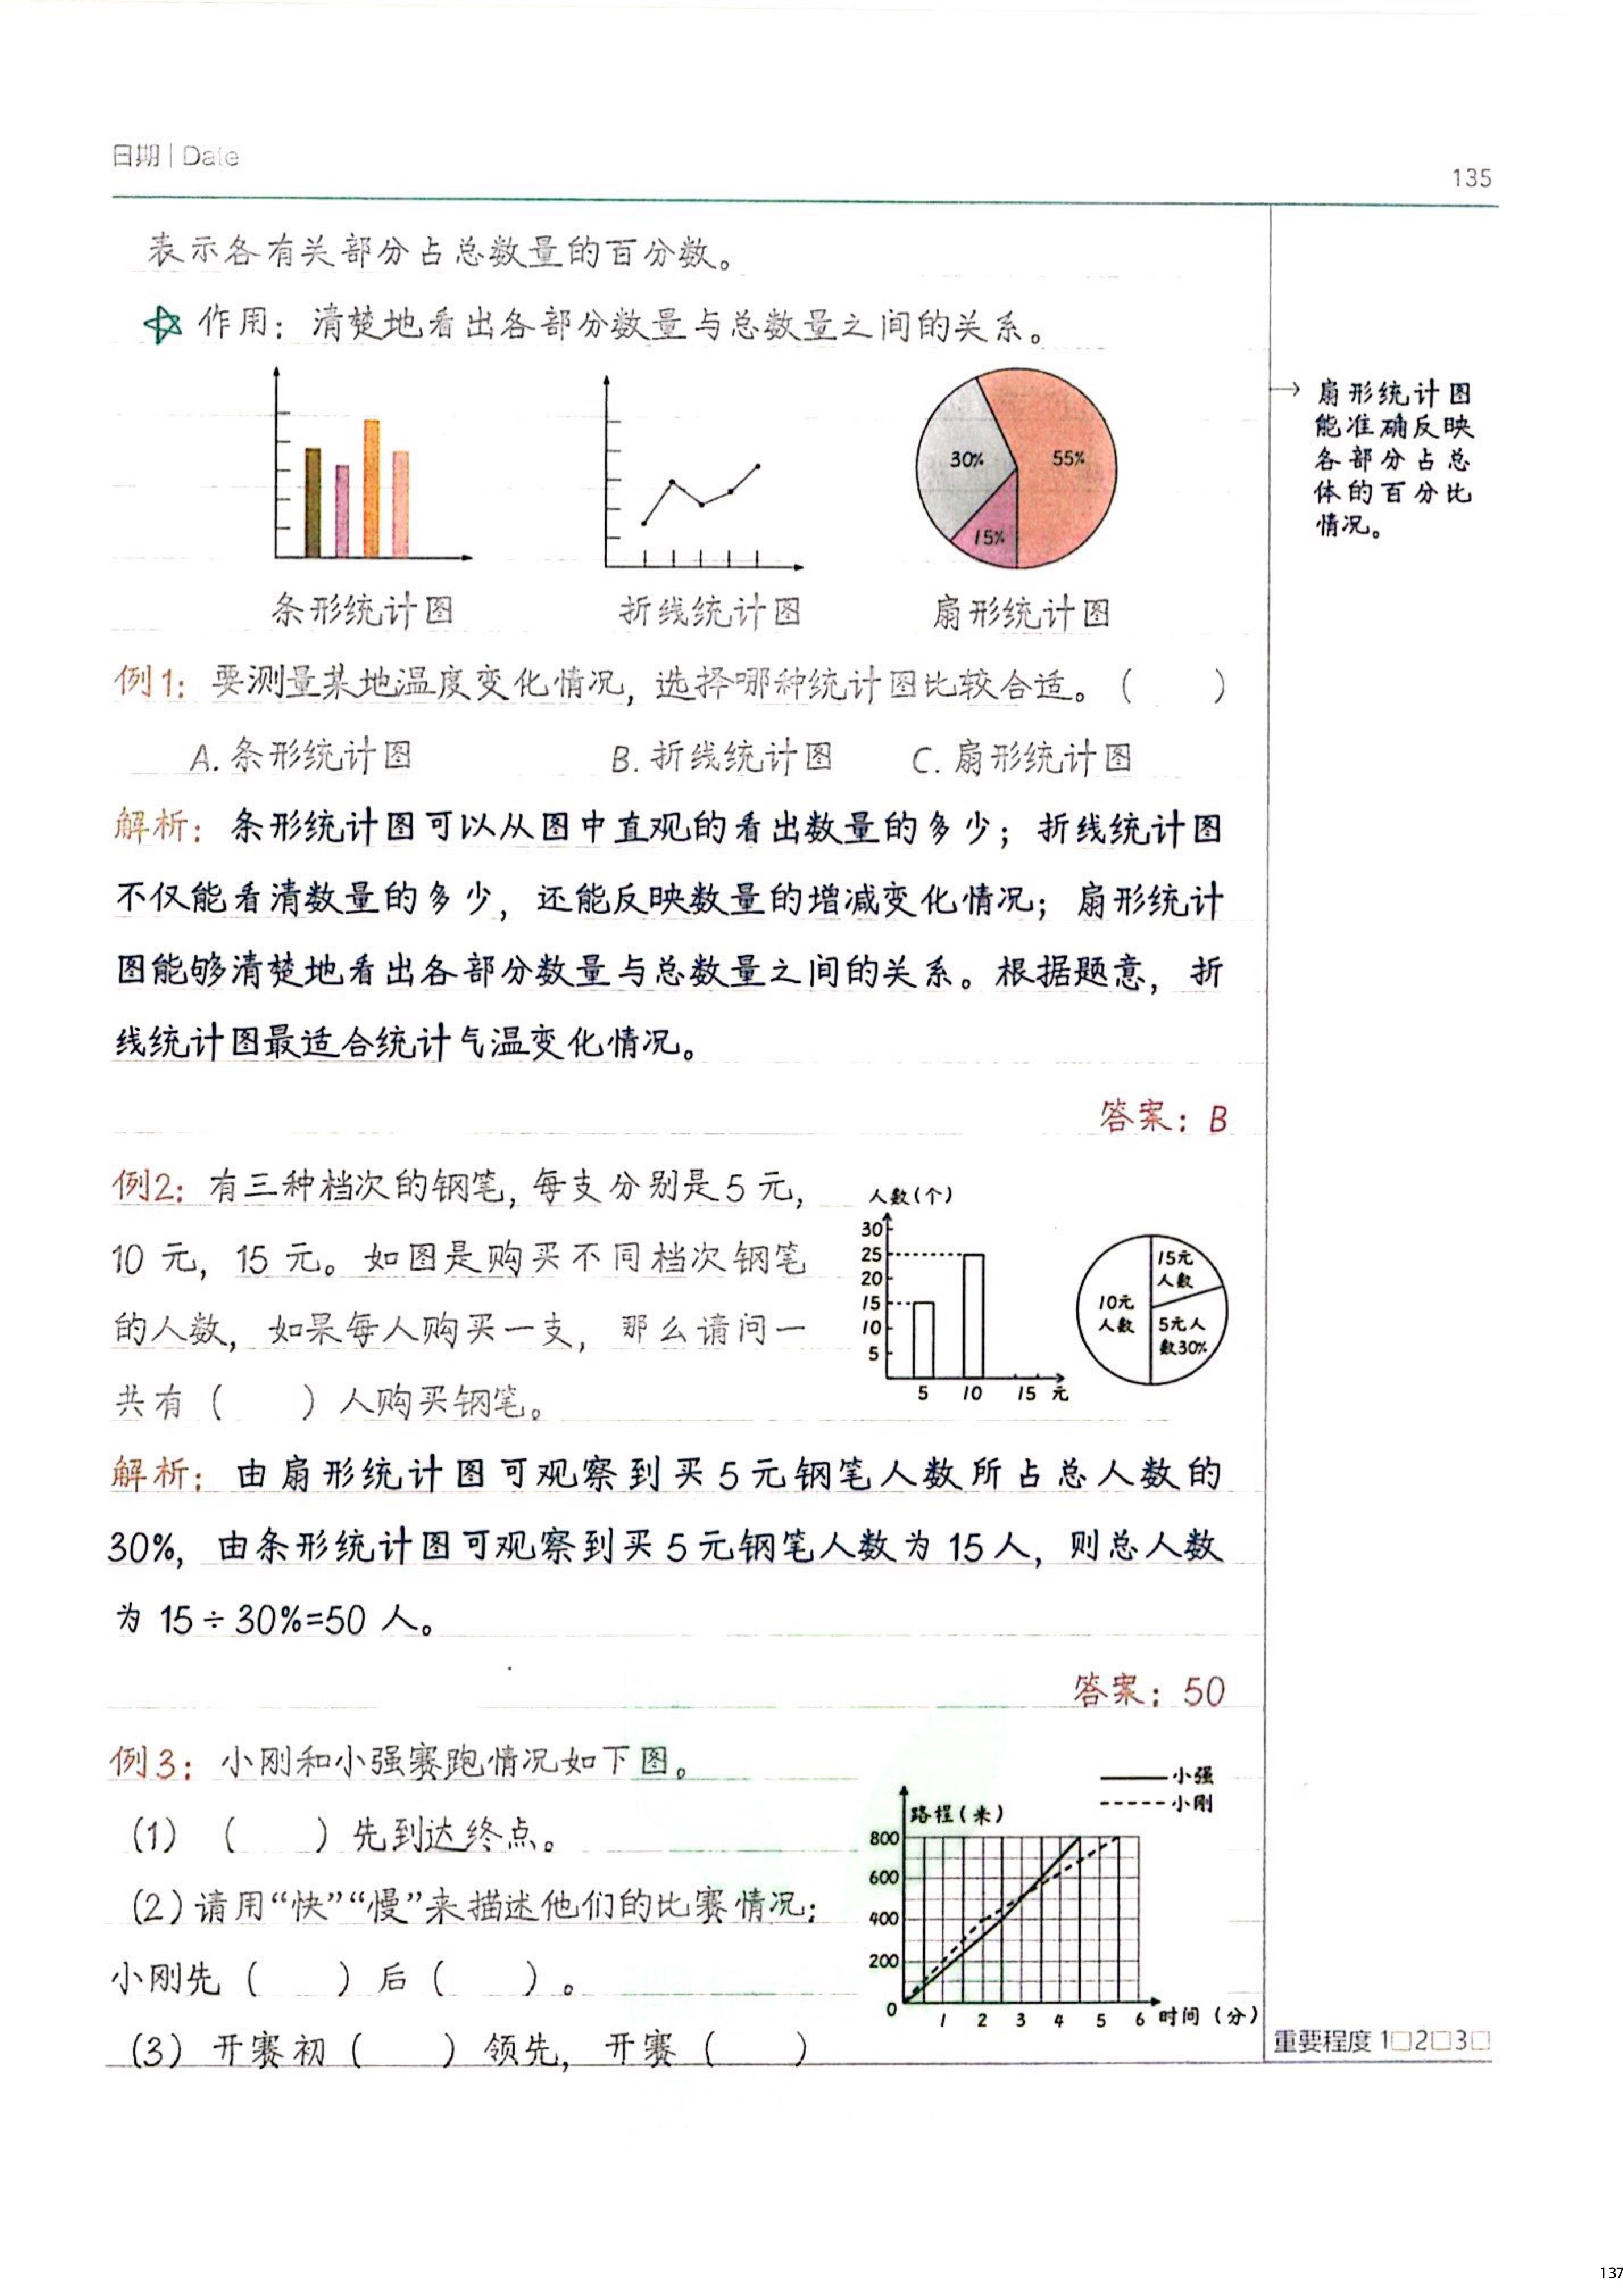 日期 | Date
135
表示各有关部分占总数量的百分数。
作用：清楚地看出各部分数量与总数量之间的关系。
30%
55%
15%
条形统计图
折线统计图
扇形统计图
→ 扇形统计图
能准确反映
各部分占总
体的百分比
情况。
例1：要测量某地温度变化情况，选择哪种统计图比较合适。（ ）
A. 条形统计图 B. 折线统计图 C. 扇形统计图
解析：条形统计图可以从图中直观的看出数量的多少；折线统计图
不仅能看清数量的多少，还能反映数量的增减变化情况；扇形统计
图能够清楚地看出各部分数量与总数量之间的关系。根据题意，折
线统计图最适合统计气温变化情况。
答案：B
例2：有三种档次的钢笔，每支分别是5元，
10 元，15 元。如图是购买不同档次钢笔
的人数，如果每人购买一支，那么请问一
共有（ ）人购买钢笔。
人数（个）
30
25
20
15
10
5
5 10 15 元
15元
人数
10元
人数
5元人
数30%
解析：由扇形统计图可观察到买5元钢笔人数所占总人数的
30%，由条形统计图可观察到买5元钢笔人数为15人，则总人数
为 15÷30%=50 人。
答案：50
例3：小刚和小强赛跑情况如下图。
（1）（ ）先到达终点。
（2）请用“快”“慢”来描述他们的比赛情况：
小刚先（ ）后（ ）。
（3）开赛初（ ）领先，开赛（ ）
小强
小刚
路程（米）
800
600
400
200
0
1 2 3 4 5 6 时间（分）
重要程度 1□2□3□
137